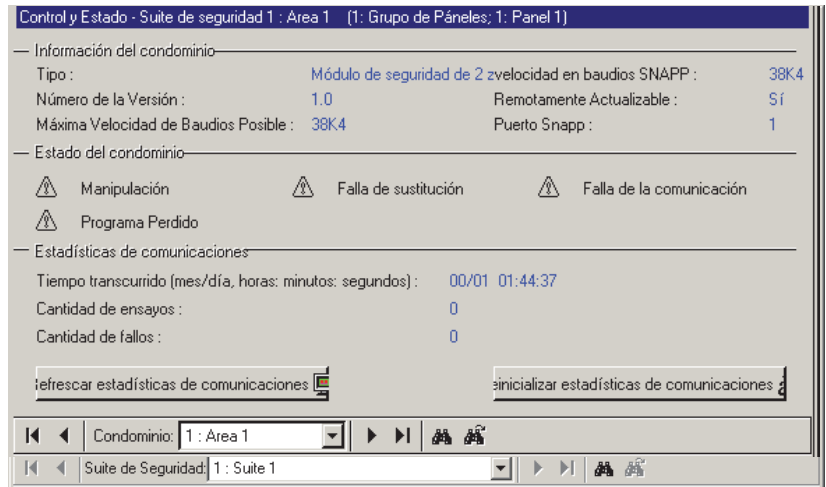 Control y Estado - Suite de seguridad 1 : Area 1 (1: Grupo de Páneles; 1: Panel 1)
Información del condominio
Tipo : Módulo de seguridad de 2 zvelocidad en baudios SNAPP : 38K4
Número de la Versión : 1.0 Remotamente Actualizable : Sí
Máxima Velocidad de Baudios Posible : 38K4 Puerto Snapp : 1
Estado del condominio
Manipulación Falla de sustitución Falla de la comunicación
Programa Perdido
Estadísticas de comunicaciones
Tiempo transcurrido (mes/día, horas: minutos: segundos) : 00/01 01:44:37
Cantidad de ensayos : 0
Cantidad de fallos : 0
efrescar estadísticas de comunicaciones einicializar estadísticas de comunicaciones
Condominio: 1 : Area 1
Suite de Seguridad: 1 : Suite 1